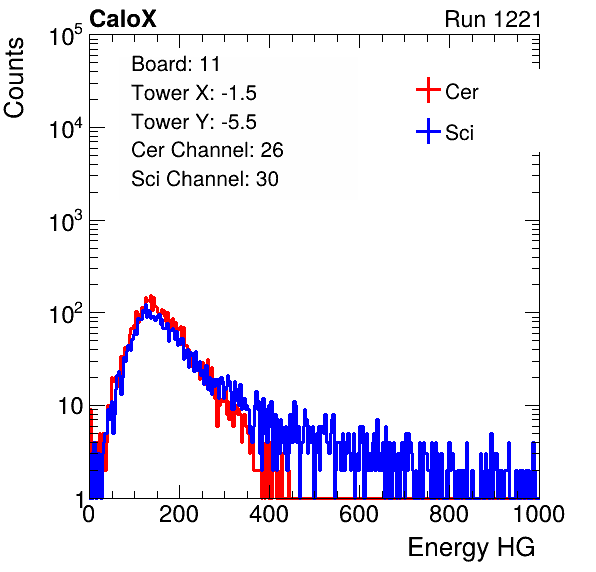 CaloX
Run 1221
Counts
10^5
10^4
10^3
10^2
10
1
Board: 11
Tower X: -1.5
Tower Y: -5.5
Cer Channel: 26
Sci Channel: 30
Cer
Sci
0 200 400 600 800 1000
Energy HG